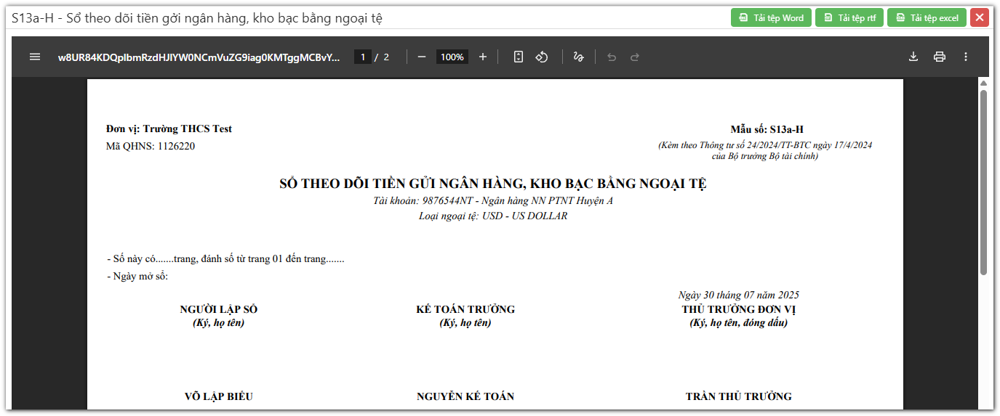 S13a-H - Sổ theo dõi tiền gởi ngân hàng, kho bạc bằng ngoại tệ
Tải tệp Word
Tải tệp rtf
Tải tệp excel
w8UR84KDQplbmRzdHJlYW0NCmVuZG9iag0KMTggMCBvY...
1 / 2
100%
Đơn vị: Trường THCS Test
Mã QHNS: 1126220
Mẫu số: S13a-H
(Kèm theo Thông tư số 24/2024/TT-BTC ngày 17/4/2024
của Bộ trưởng Bộ tài chính)
SỔ THEO DÕI TIỀN GỬI NGÂN HÀNG, KHO BẠC BẰNG NGOẠI TỆ
Tài khoản: 9876544NT - Ngân hàng NN PTNT Huyện A
Loại ngoại tệ: USD - US DOLLAR
- Sổ này có.......trang, đánh số từ trang 01 đến trang.......
- Ngày mở sổ:
Ngày 30 tháng 07 năm 2025
NGƯỜI LẬP SỔ
KẾ TOÁN TRƯỞNG
THỦ TRƯỞNG ĐƠN VỊ
(Ký, họ tên)
(Ký, họ tên)
(Ký, họ tên, đóng dấu)
VÕ LẬP BIỂU
NGUYỄN KẾ TOÁN
TRẦN THỦ TRƯỞNG